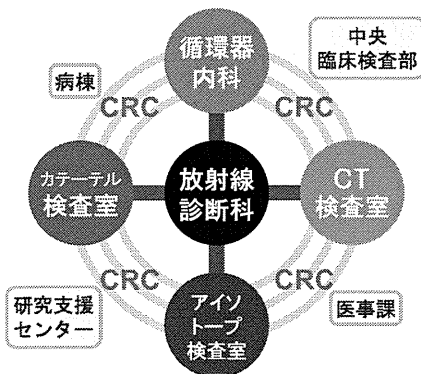 循環器
内科
中央
臨床検査部
病棟
CRC
CRC
カテーテル
検査室
放射線
診断科
CT
検査室
CRC
CRC
研究支援
センター
アイソ
トープ
検査室
医事課